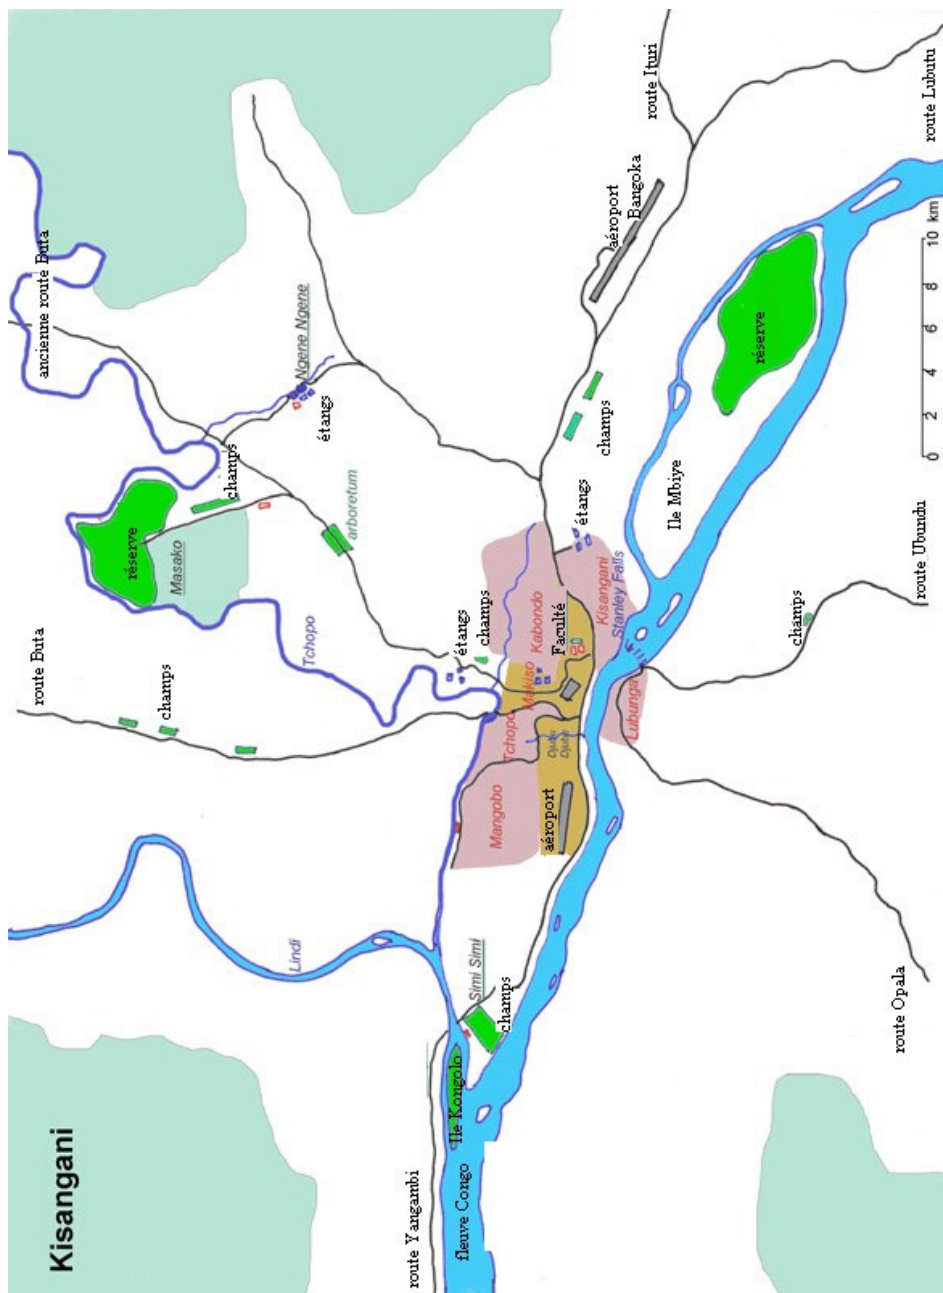 Kisangani
route Buta
ancienne route Buta
réserve
champs
Masako
champs
Lindi
Tchopo
Ngene Ngene
étangs
arboretum
route Yangambi
fleuve Congo
Ile Kongolo
étangs
champs
Simi Simi
champs
Mangobo
Tchopo
Makiso
Kabondo
aéroport
Djubu
Djubu
Faculté
étangs
Kisangani
Stanley Falls
champs
aéroport
Bangoka
Lubunga
route Ituri
Ile Mbiye
réserve
champs
route Opala
route Ubundu
route Lubutu
0 2 4 6 8 10 km